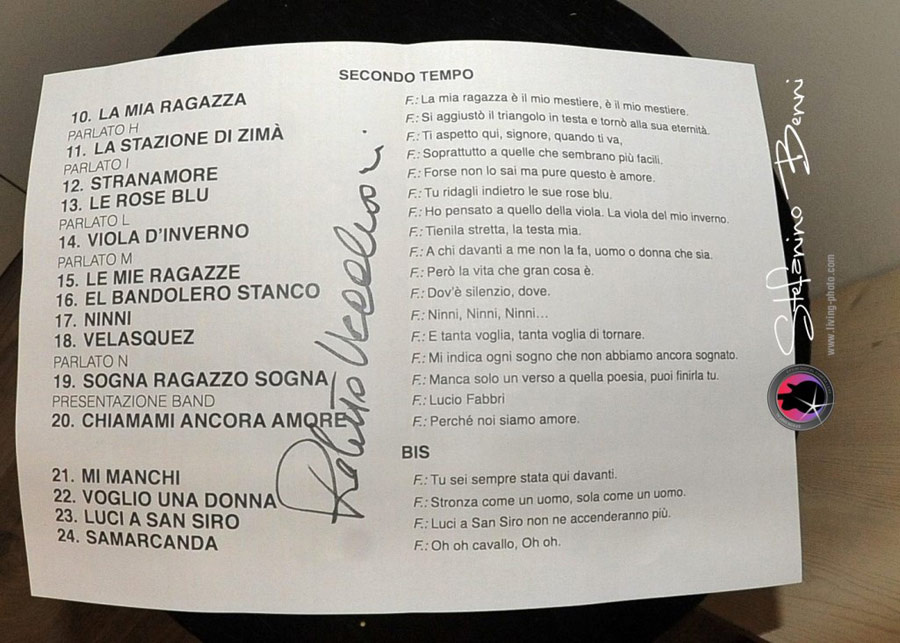 SECONDO TEMPO
10. LA MIA RAGAZZA
PARLATO H
11. LA STAZIONE DI ZIMÀ
PARLATO I
12. STRANAMORE
13. LE ROSE BLU
PARLATO L
14. VIOLA D'INVERNO
PARLATO M
15. LE MIE RAGAZZE
16. EL BANDOLERO STANCO
17. NINNI
18. VELASQUEZ
PARLATO N
19. SOGNA RAGAZZO SOGNA
PRESENTAZIONE BAND
20. CHIAMAMI ANCORA AMORE
21. MI MANCHI
22. VOGLIO UNA DONNA
23. LUCI A SAN SIRO
24. SAMARCANDA
F.: La mia ragazza è il mio mestiere, è il mio mestiere.
F.: Si aggiustò il triangolo in testa e tornò alla sua eternità.
F.: Ti aspetto qui, signore, quando ti va,
F.: Soprattutto a quelle che sembrano più facili.
F.: Forse non lo sai ma pure questo è amore.
F.: Tu ridagli indietro le sue rose blu.
F.: Ho pensato a quello della viola. La viola del mio inverno.
F.: Tienila stretta, la testa mia.
F.: A chi davanti a me non la fa, uomo o donna che sia.
F.: Però la vita che gran cosa è.
F.: Dov'è silenzio, dove.
F.: Ninni, Ninni, Ninni...
F.: E tanta voglia, tanta voglia di tornare.
F.: Mi indica ogni sogno che non abbiamo ancora sognato.
F.: Manca solo un verso a quella poesia, puoi finirla tu.
F.: Lucio Fabbri
F.: Perché noi siamo amore.
BIS
F.: Tu sei sempre stata qui davanti.
F.: Stronza come un uomo, sola come un uomo.
F.: Luci a San Siro non ne accenderanno più.
F.: Oh oh cavallo, Oh oh.
Roberto Vecchioni
Stefanino Benni
www.living-photo.com